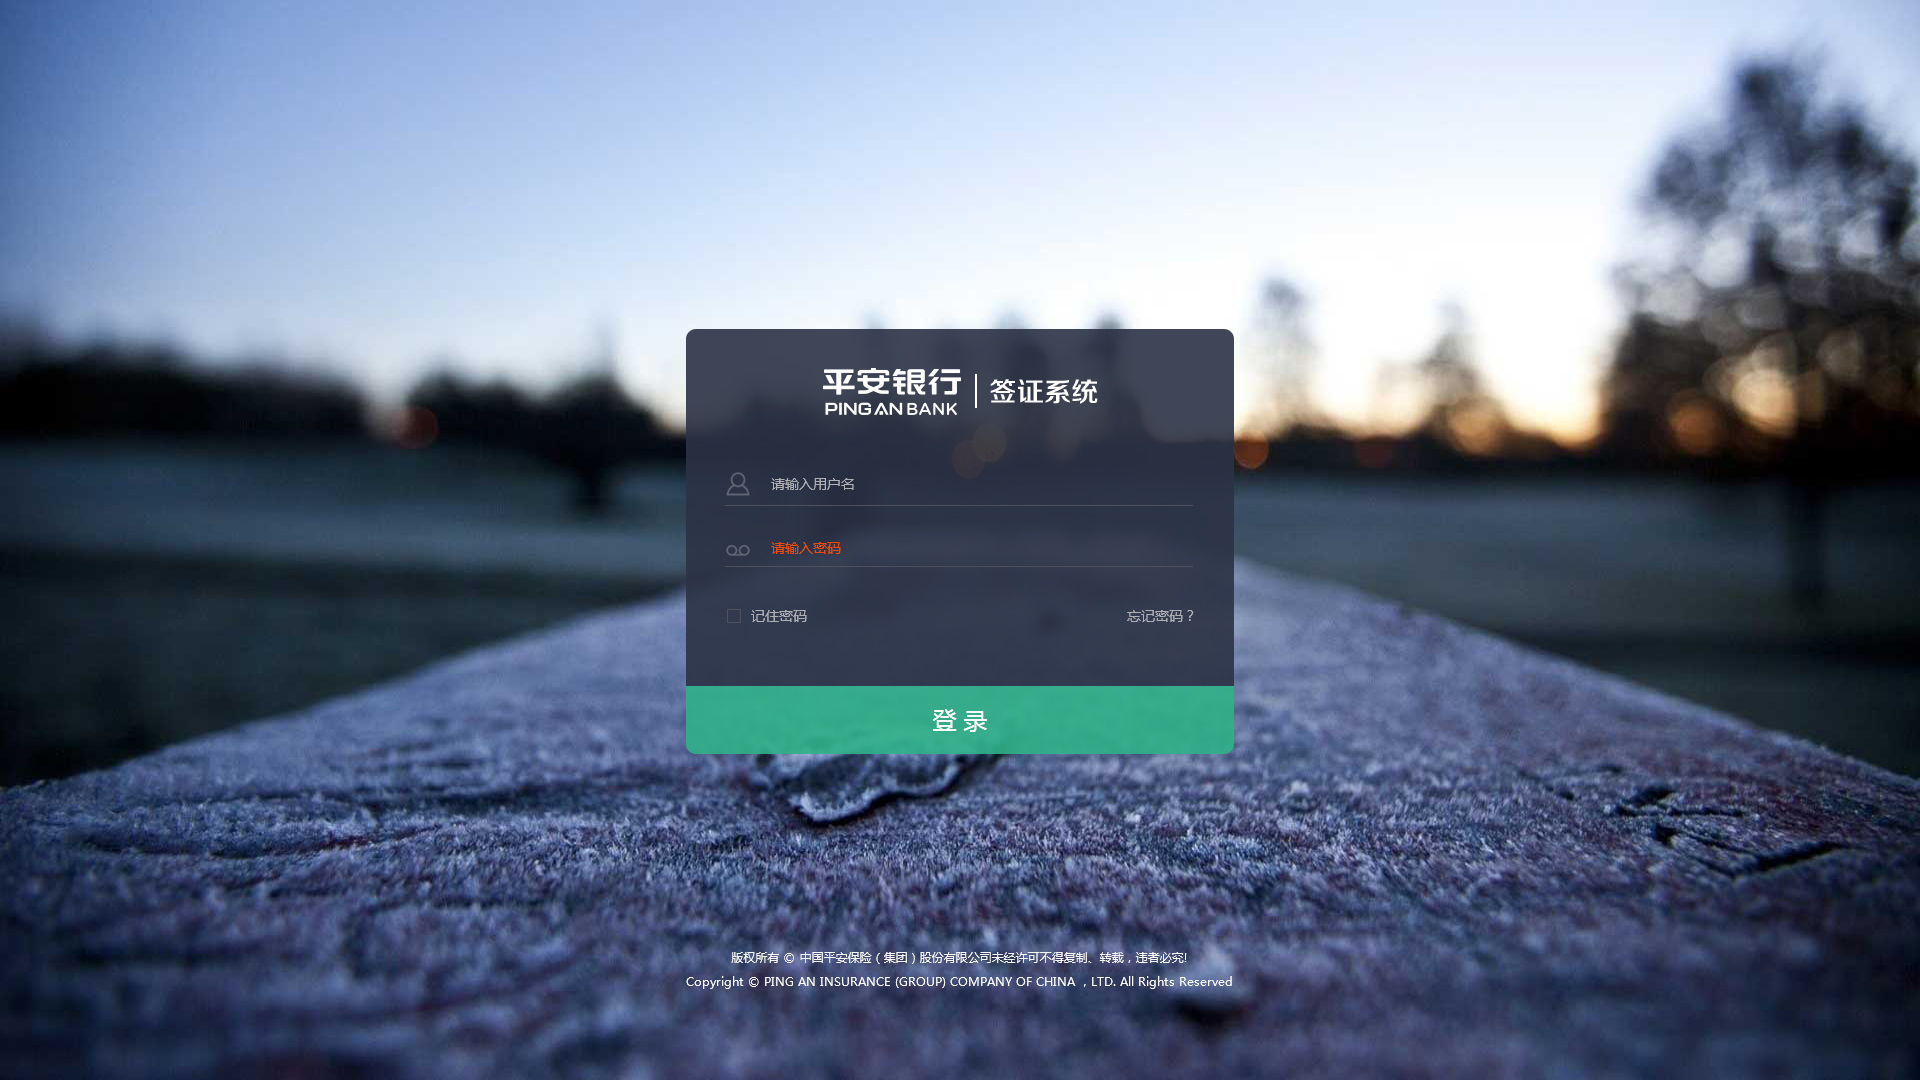 平安银行
PING AN BANK
签证系统
请输入用户名
请输入密码
记住密码
忘记密码？
登 录
版权所有 © 中国平安保险（集团）股份有限公司未经许可不得复制、转载，违者必究!
Copyright © PING AN INSURANCE (GROUP) COMPANY OF CHINA ，LTD. All Rights Reserved